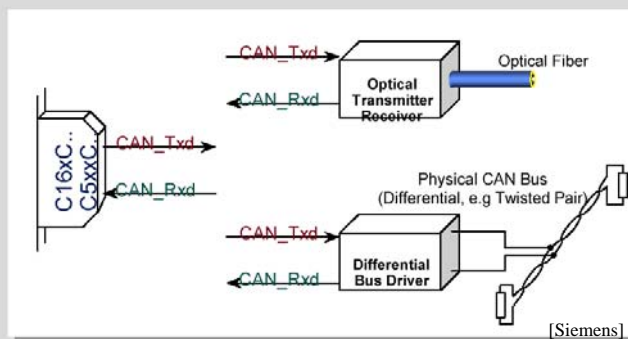 CAN_Txd
Optical Fiber
Optical
Transmitter
Receiver
CAN_Rxd
C16xC..
C5xxC..
CAN_Txd
CAN_Rxd
Physical CAN Bus
(Differential, e.g Twisted Pair)
CAN_Txd
Differential
Bus Driver
CAN_Rxd
[Siemens]